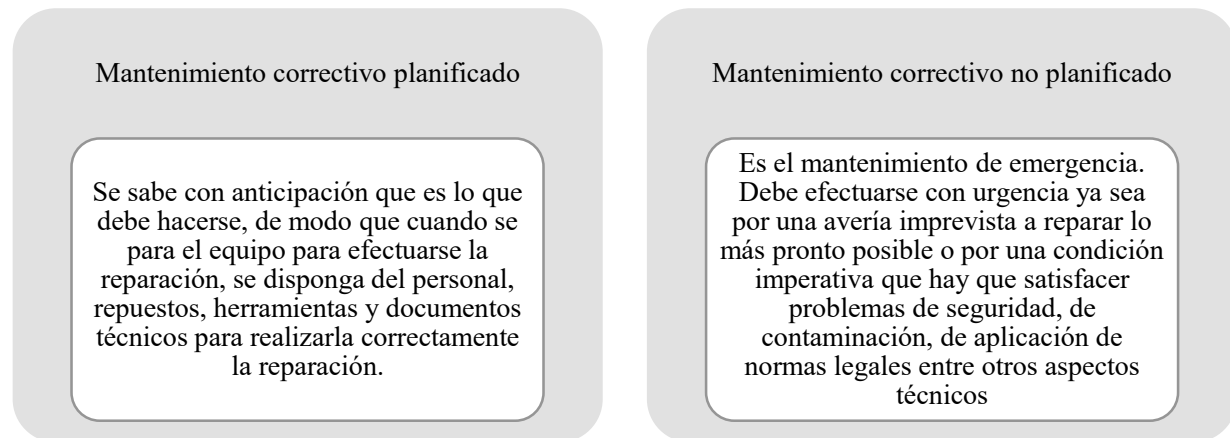 Mantenimiento correctivo planificado
Se sabe con anticipación que es lo que
debe hacerse, de modo que cuando se
para el equipo para efectuarse la
reparación, se disponga del personal,
repuestos, herramientas y documentos
técnicos para realizarla correctamente
la reparación.
Mantenimiento correctivo no planificado
Es el mantenimiento de emergencia.
Debe efectuarse con urgencia ya sea
por una avería imprevista a reparar lo
más pronto posible o por una condición
imperativa que hay que satisfacer
problemas de seguridad, de
contaminación, de aplicación de
normas legales entre otros aspectos
técnicos